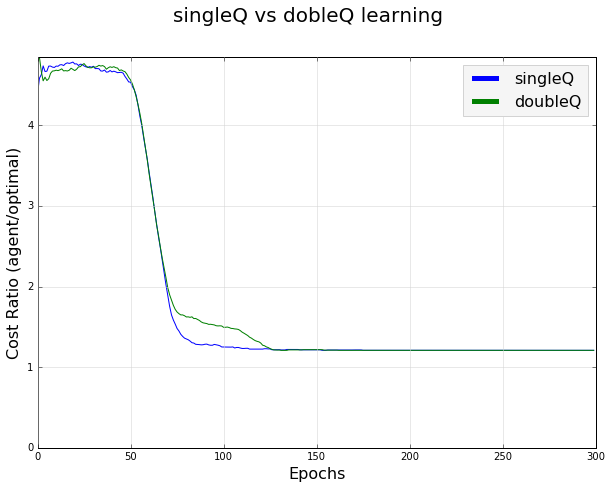 singleQ vs dobleQ learning
singleQ
doubleQ
Cost Ratio (agent/optimal)
4
3
2
1
0
0 50 100 150 200 250 300
Epochs